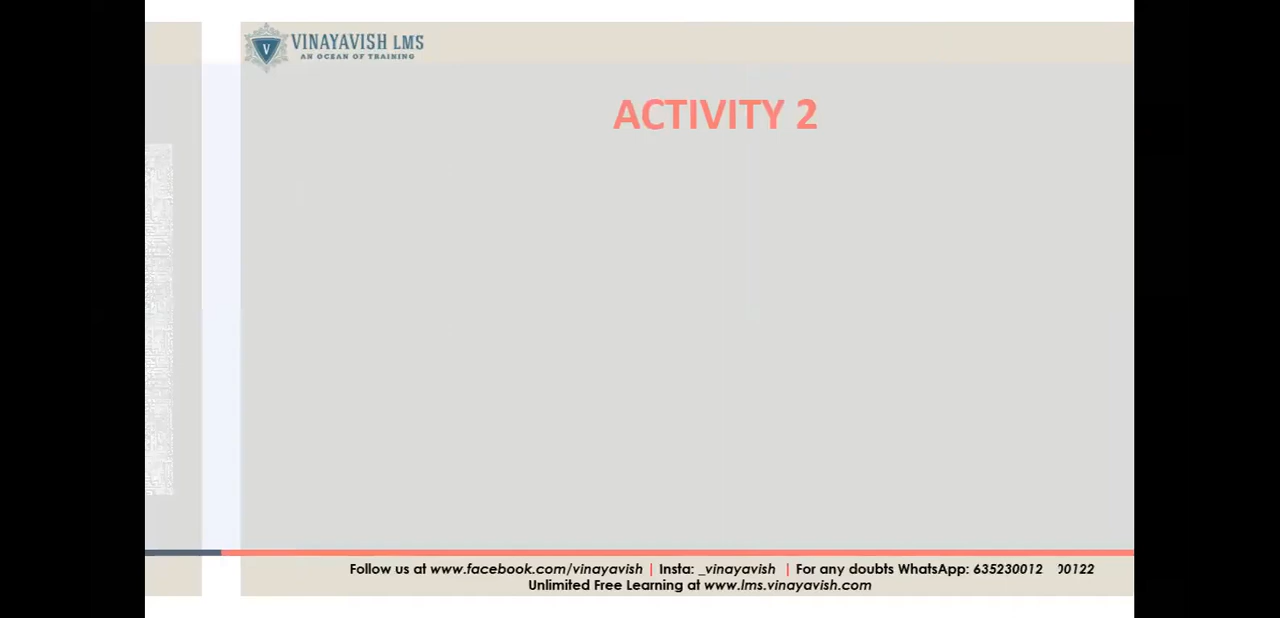 VINAYAVISH LMS
AN OCEAN OF TRAINING
ACTIVITY 2
Follow us at www.facebook.com/vinayavish | Insta: _vinayavish | For any doubts WhatsApp: 635230012 00122
Unlimited Free Learning at www.lms.vinayavish.com